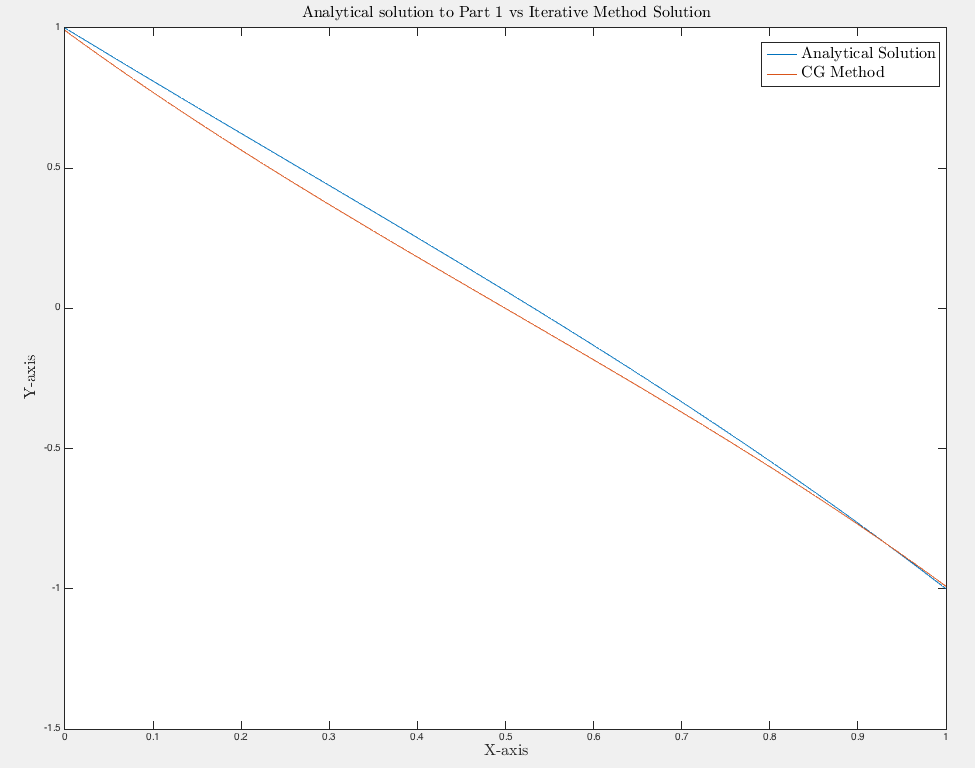 Analytical solution to Part 1 vs Iterative Method Solution
Analytical Solution
CG Method
Y-axis
1
0.5
0
-0.5
-1
-1.5
0 0.1 0.2 0.3 0.4 0.5 0.6 0.7 0.8 0.9 1
X-axis